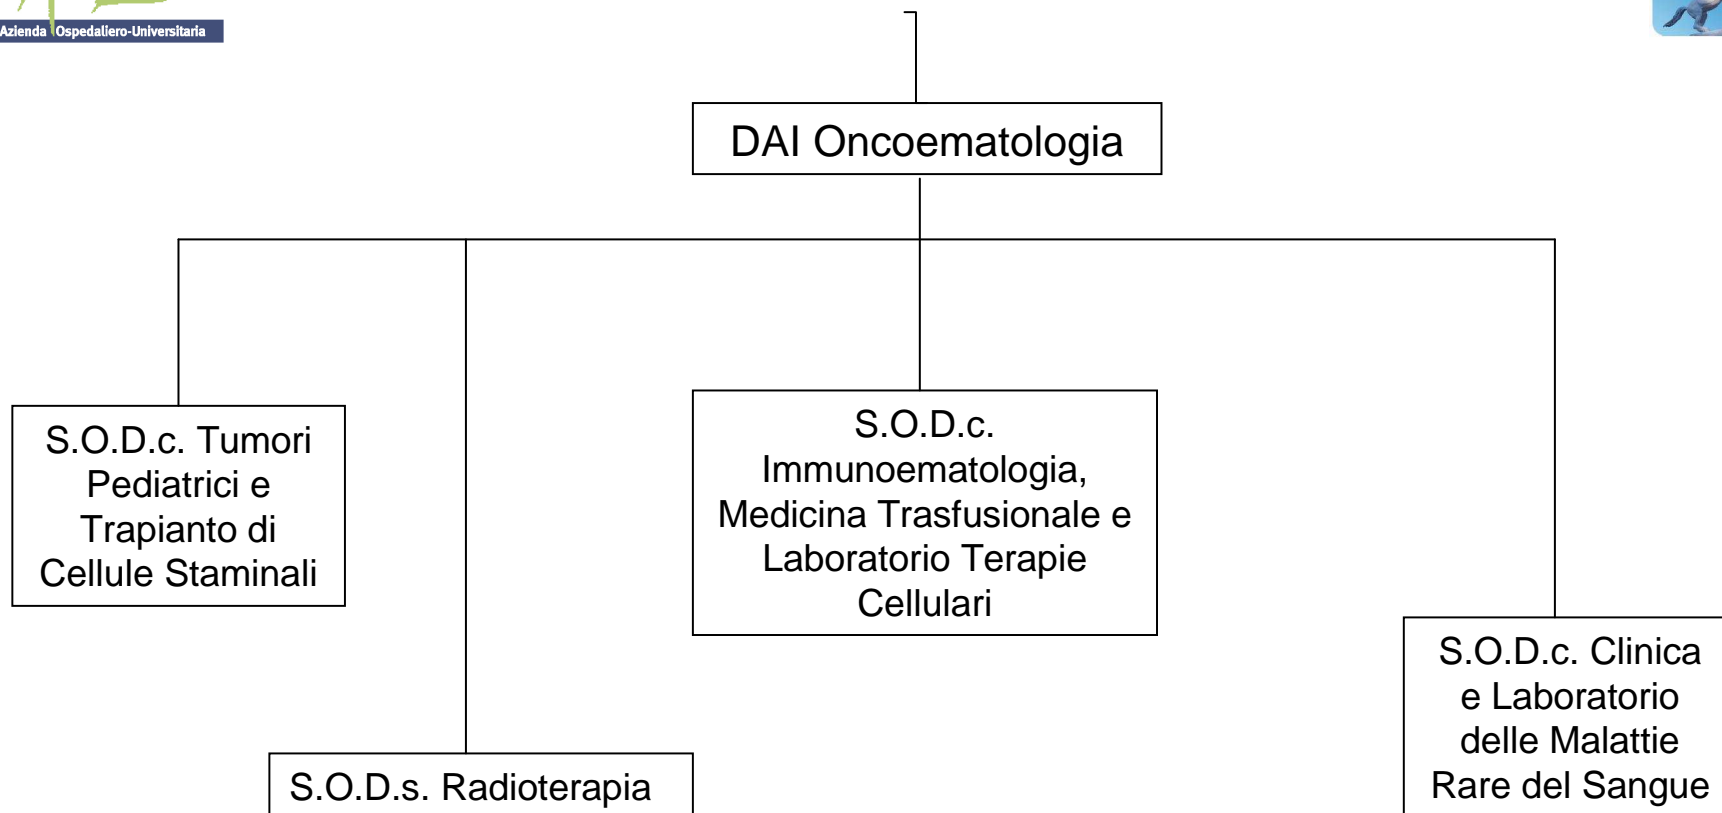 Azienda Ospedaliero-Universitaria
DAI Oncoematologia
S.O.D.c. Tumori
Pediatrici e
Trapianto di
Cellule Staminali
S.O.D.c.
Immunoematologia,
Medicina Trasfusionale e
Laboratorio Terapie
Cellulari
S.O.D.c. Clinica
e Laboratorio
delle Malattie
Rare del Sangue
S.O.D.s. Radioterapia